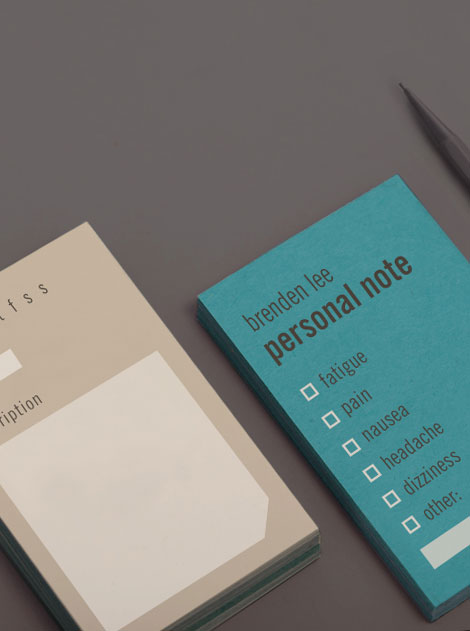 f s s
ription
brenden lee
personal note
fatigue
pain
nausea
headache
dizziness
other: